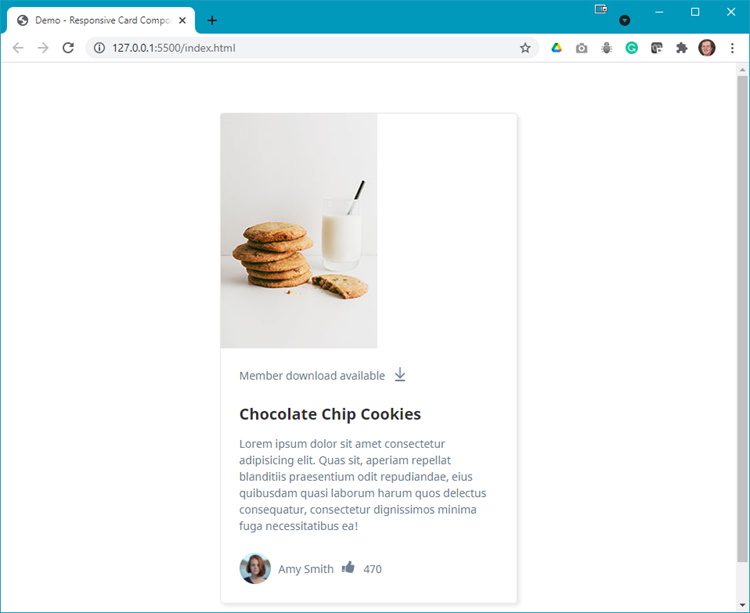 Demo - Responsive Card Compo
127.0.0.1:5500/index.html
Member download available
Chocolate Chip Cookies
Lorem ipsum dolor sit amet consectetur
adipisicing elit. Quas sit, aperiam repellat
blanditiis praesentium odit repudiandae, eius
quibusdam quasi laborum harum quos delectus
consequatur, consectetur dignissimos minima
fuga necessitatibus ea!
Amy Smith 470